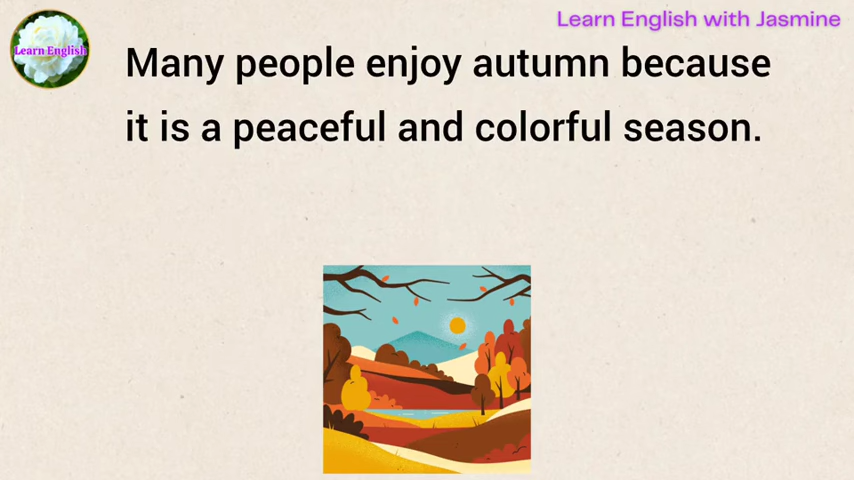 Learn English with Jasmine
Learn English
Many people enjoy autumn because
it is a peaceful and colorful season.